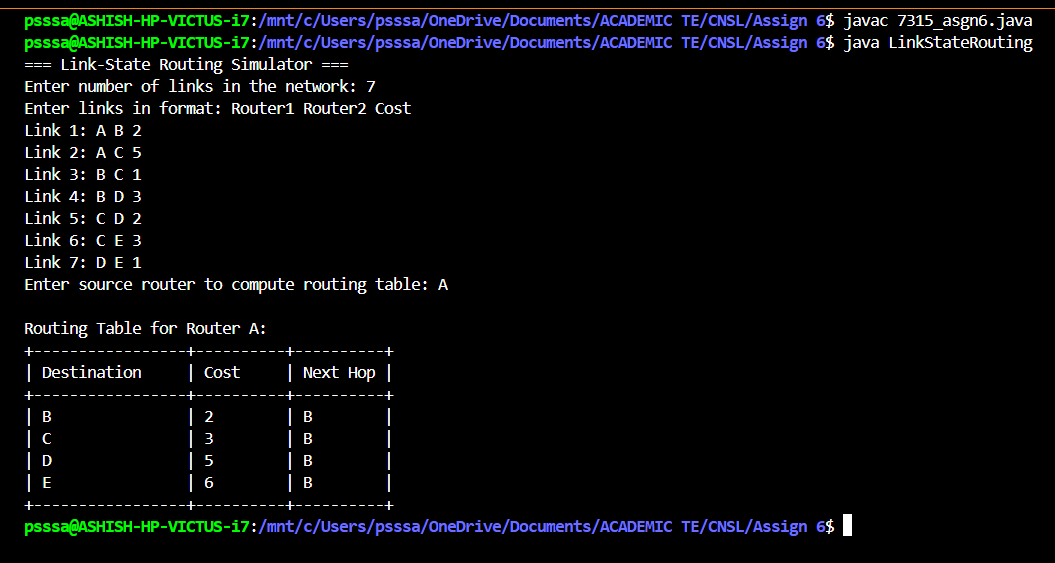 psssa@ASHISH-HP-VICTUS-i7:/mnt/c/Users/psssa/OneDrive/Documents/ACADEMIC TE/CNSL/Assign 6$ javac 7315_asgn6.java
psssa@ASHISH-HP-VICTUS-i7:/mnt/c/Users/psssa/OneDrive/Documents/ACADEMIC TE/CNSL/Assign 6$ java LinkStateRouting
=== Link-State Routing Simulator ===
Enter number of links in the network: 7
Enter links in format: Router1 Router2 Cost
Link 1: A B 2
Link 2: A C 5
Link 3: B C 1
Link 4: B D 3
Link 5: C D 2
Link 6: C E 3
Link 7: D E 1
Enter source router to compute routing table: A

Routing Table for Router A:
+-----------------+----------+----------+
| Destination     | Cost     | Next Hop |
+-----------------+----------+----------+
| B               | 2        | B        |
| C               | 3        | B        |
| D               | 5        | B        |
| E               | 6        | B        |
+-----------------+----------+----------+
psssa@ASHISH-HP-VICTUS-i7:/mnt/c/Users/psssa/OneDrive/Documents/ACADEMIC TE/CNSL/Assign 6$